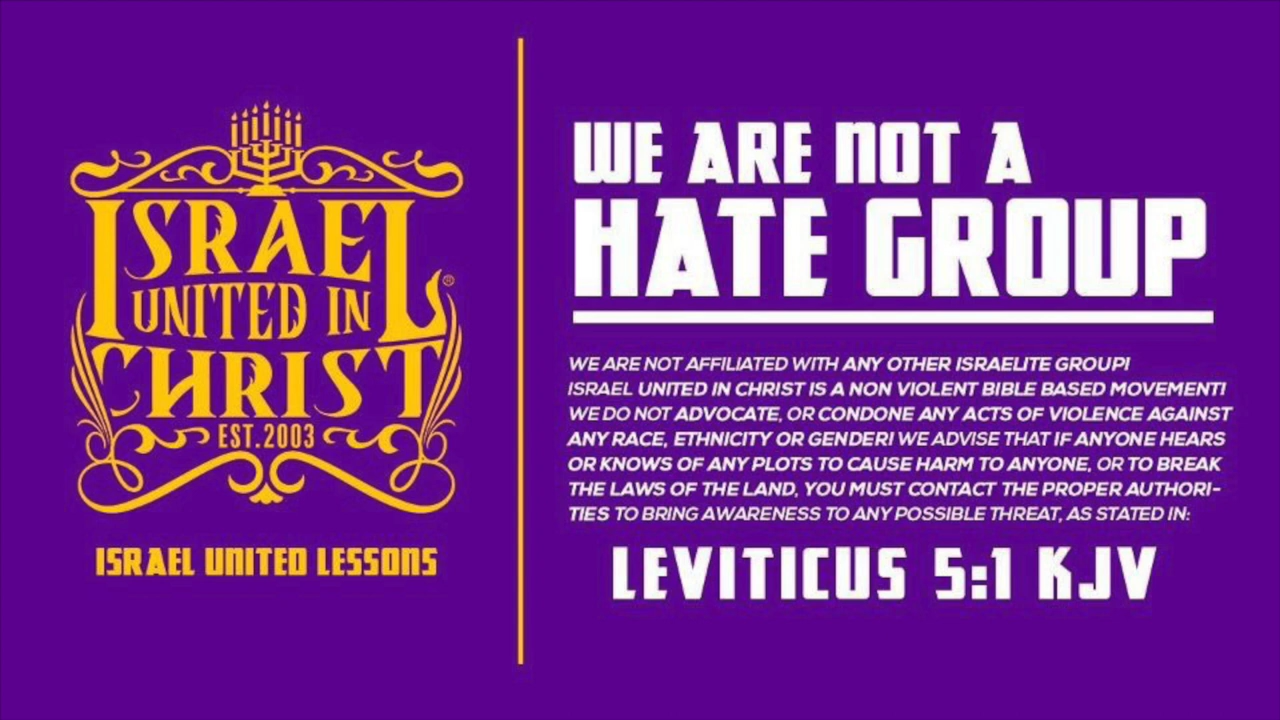 ISRAEL
UNITED IN
CHRIST
EST.2003
®
ISRAEL UNITED LESSONS
WE ARE NOT A
HATE GROUP
WE ARE NOT AFFILIATED WITH ANY OTHER ISRAELITE GROUP!
ISRAEL UNITED IN CHRIST IS A NON VIOLENT BIBLE BASED MOVEMENT!
WE DO NOT ADVOCATE, OR CONDONE ANY ACTS OF VIOLENCE AGAINST
ANY RACE, ETHNICITY OR GENDER! WE ADVISE THAT IF ANYONE HEARS
OR KNOWS OF ANY PLOTS TO CAUSE HARM TO ANYONE, OR TO BREAK
THE LAWS OF THE LAND, YOU MUST CONTACT THE PROPER AUTHORI-
TIES TO BRING AWARENESS TO ANY POSSIBLE THREAT, AS STATED IN:
LEVITICUS 5:1 KJV